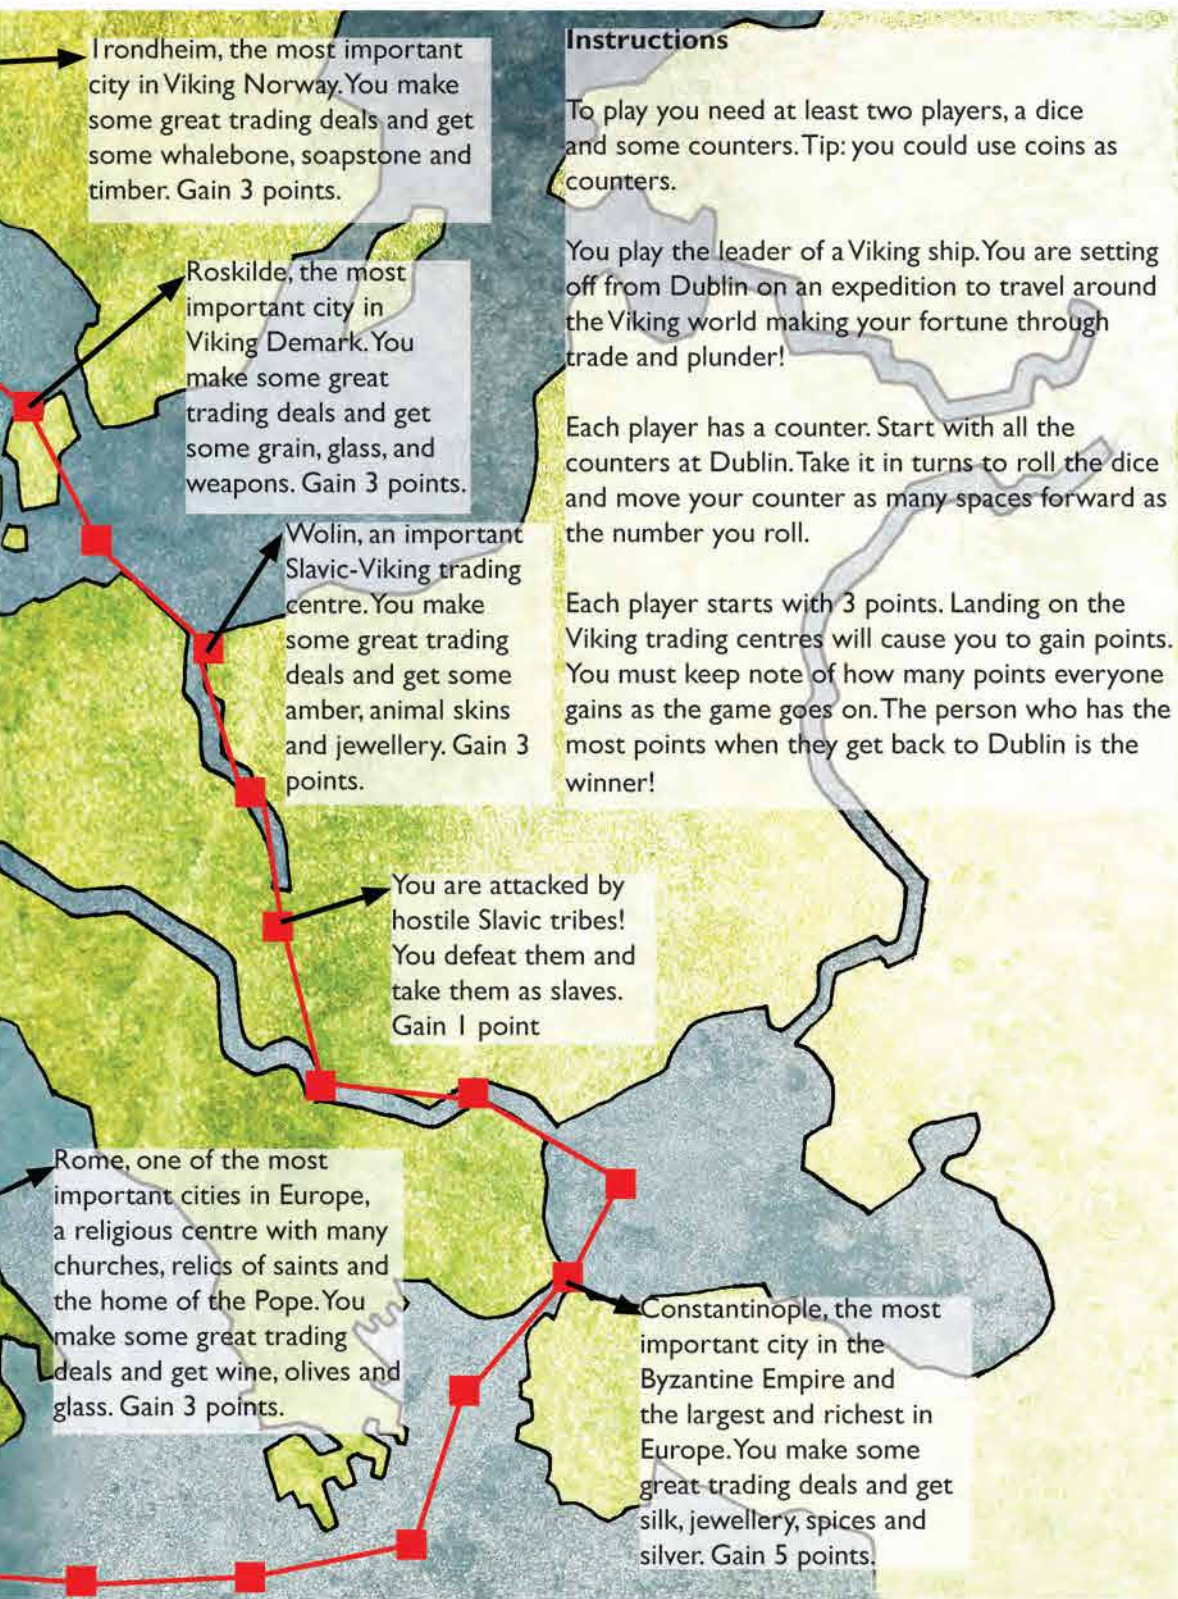 Trondheim, the most important
city in Viking Norway. You make
some great trading deals and get
some whalebone, soapstone and
timber. Gain 3 points.
Roskilde, the most
important city in
Viking Demark. You
make some great
trading deals and get
some grain, glass, and
weapons. Gain 3 points.
Wolin, an important
Slavic-Viking trading
centre. You make
some great trading
deals and get some
amber, animal skins
and jewellery. Gain 3
points.
You are attacked by
hostile Slavic tribes!
You defeat them and
take them as slaves.
Gain 1 point
Rome, one of the most
important cities in Europe,
a religious centre with many
churches, relics of saints and
the home of the Pope. You
make some great trading
deals and get wine, olives and
glass. Gain 3 points.
Constantinople, the most
important city in the
Byzantine Empire and
the largest and richest in
Europe. You make some
great trading deals and get
silk, jewellery, spices and
silver. Gain 5 points.
Instructions
To play you need at least two players, a dice
and some counters. Tip: you could use coins as
counters.
You play the leader of a Viking ship. You are setting
off from Dublin on an expedition to travel around
the Viking world making your fortune through
trade and plunder!
Each player has a counter. Start with all the
counters at Dublin. Take it in turns to roll the dice
and move your counter as many spaces forward as
the number you roll.
Each player starts with 3 points. Landing on the
Viking trading centres will cause you to gain points.
You must keep note of how many points everyone
gains as the game goes on. The person who has the
most points when they get back to Dublin is the
winner!